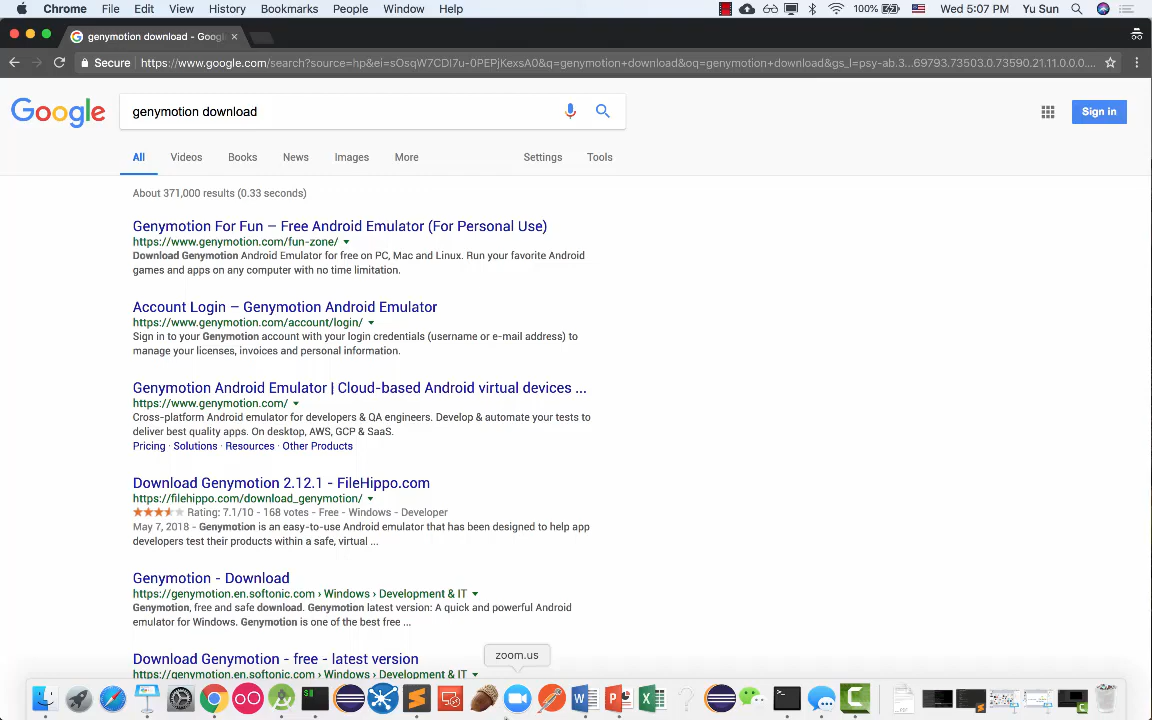 Chrome File Edit View History Bookmarks People Window Help 100% Wed 5:07 PM Yu Sun
genymotion download - Googl
Secure https://www.google.com/search?source=hp&ei=sOsqW7CDI7u-0PEPjKexsA0&q=genymotion+download&oq=genymotion+download&gs_l=psy-ab.3...69793.73503.0.73590.21.11.0.0.0....
Google genymotion download Sign in
All Videos Books News Images More Settings Tools
About 371,000 results (0.33 seconds)
Genymotion For Fun – Free Android Emulator (For Personal Use)
https://www.genymotion.com/fun-zone/
Download Genymotion Android Emulator for free on PC, Mac and Linux. Run your favorite Android
games and apps on any computer with no time limitation.
Account Login – Genymotion Android Emulator
https://www.genymotion.com/account/login/
Sign in to your Genymotion account with your login credentials (username or e-mail address) to
manage your licenses, invoices and personal information.
Genymotion Android Emulator | Cloud-based Android virtual devices ...
https://www.genymotion.com/
Cross-platform Android emulator for developers & QA engineers. Develop & automate your tests to
deliver best quality apps. On desktop, AWS, GCP & SaaS.
Pricing · Solutions · Resources · Other Products
Download Genymotion 2.12.1 - FileHippo.com
https://filehippo.com/download_genymotion/
Rating: 7.1/10 - 168 votes - Free - Windows - Developer
May 7, 2018 - Genymotion is an easy-to-use Android emulator that has been designed to help app
developers test their products within a safe, virtual ...
Genymotion - Download
https://genymotion.en.softonic.com › Windows › Development & IT
Genymotion, free and safe download. Genymotion latest version: A quick and powerful Android
emulator for Windows. Genymotion is one of the best free ...
Download Genymotion - free - latest version
https://genymotion.en.softonic.com › Windows › Development & IT
zoom.us